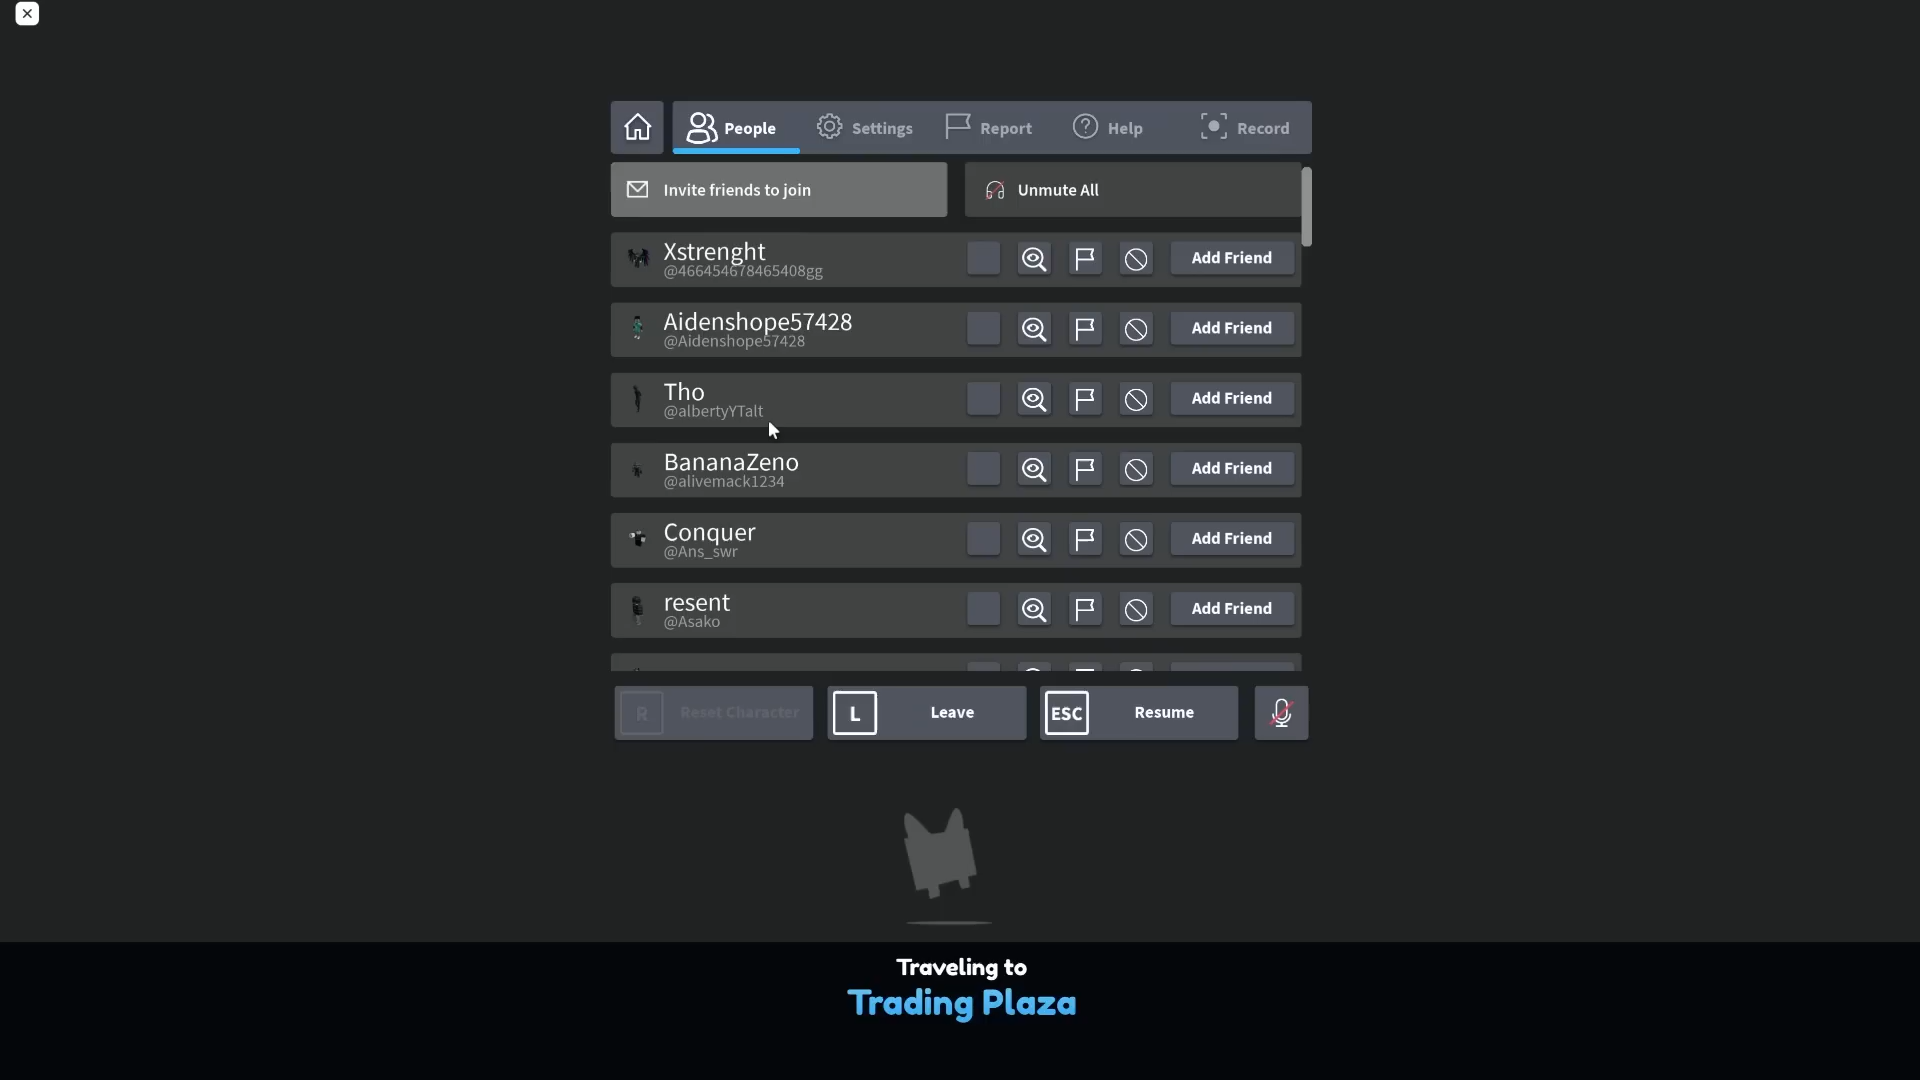 People
Settings
Report
Help
Record
Invite friends to join
Unmute All
Xstrenght
@466454678465408gg
Add Friend
Aidenshope57428
@Aidenshope57428
Add Friend
Tho
@albertyYTalt
Add Friend
BananaZeno
@alivemack1234
Add Friend
Conquer
@Ans_swr
Add Friend
resent
@Asako
Add Friend
R
Reset Character
L
Leave
ESC
Resume
Traveling to
Trading Plaza